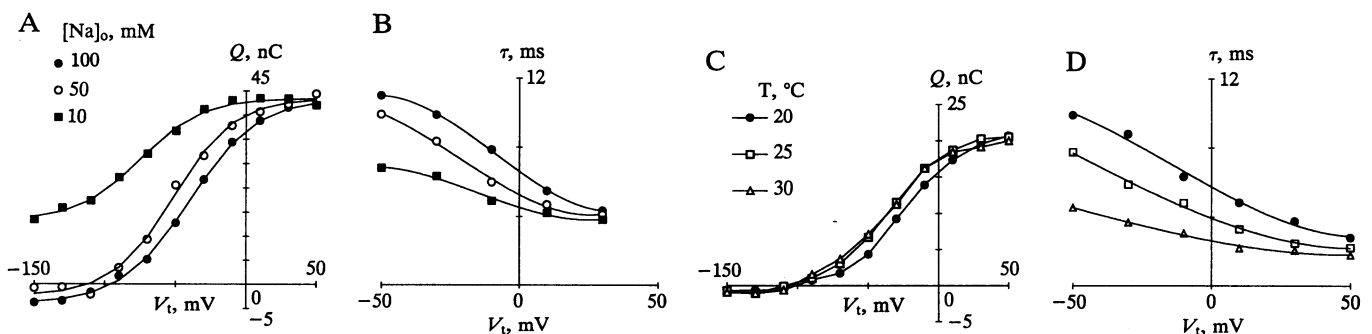 A
[Na]o, mM
● 100
○ 50
■ 10
Q, nC
45
−150
50
Vt, mV
0
−5
B
τ, ms
12
−50
0
50
Vt, mV
C
T, °C
20
25
30
Q, nC
25
−150
50
Vt, mV
0
−5
D
τ, ms
12
−50
0
50
Vt, mV